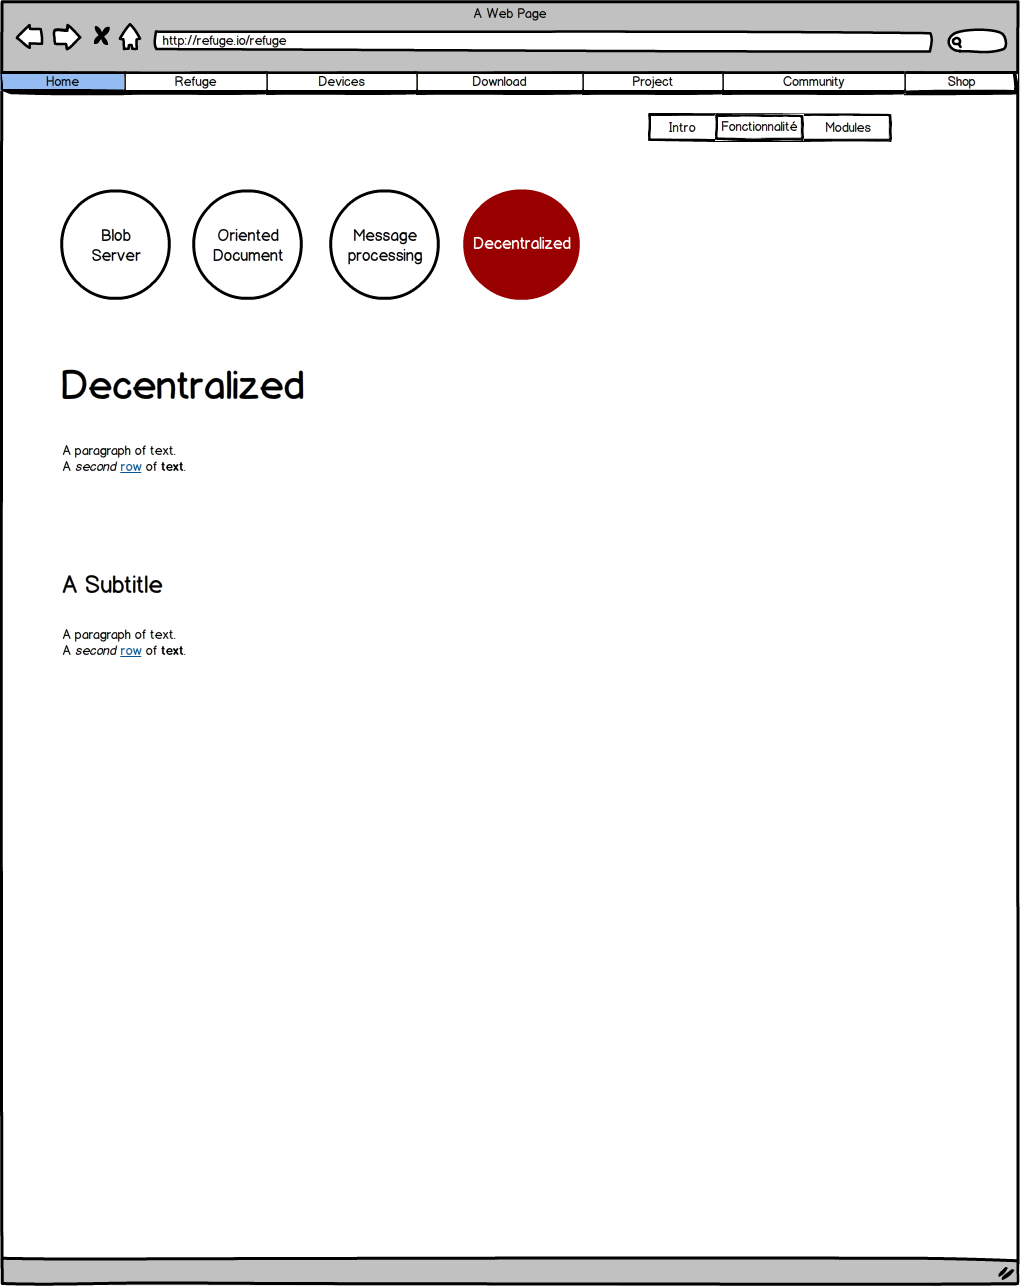 A Web Page
http://refuge.io/refuge
Home Refuge Devices Download Project Community Shop
Intro Fonctionnalité Modules
Blob
Server
Oriented
Document
Message
processing
Decentralized
Decentralized
A paragraph of text.
A second row of text.
A Subtitle
A paragraph of text.
A second row of text.